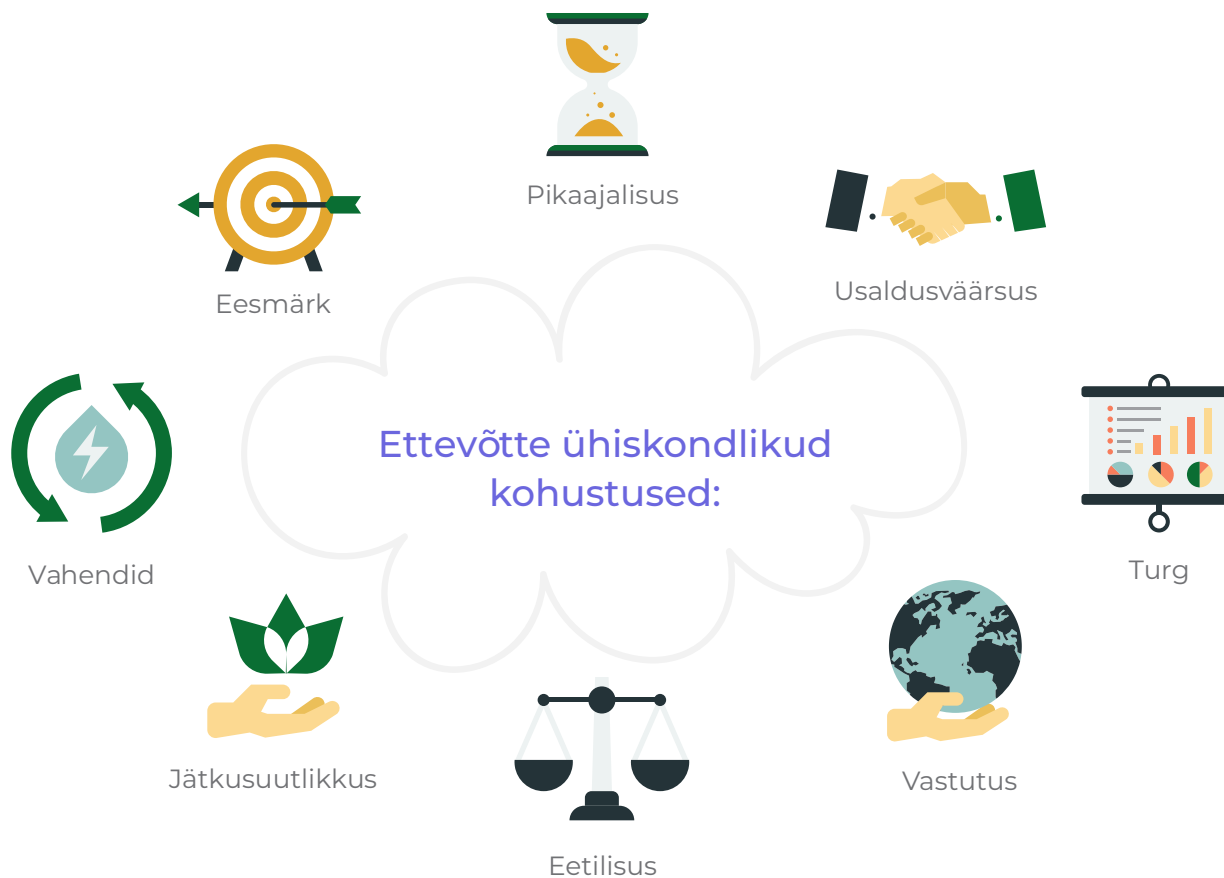 Pikaajalisus
Usaldusväärsus
Eesmärk
Ettevõtte ühiskondlikud
kohustused:
Vahendid
Turg
Jätkusuutlikkus
Vastutus
Eetilisus